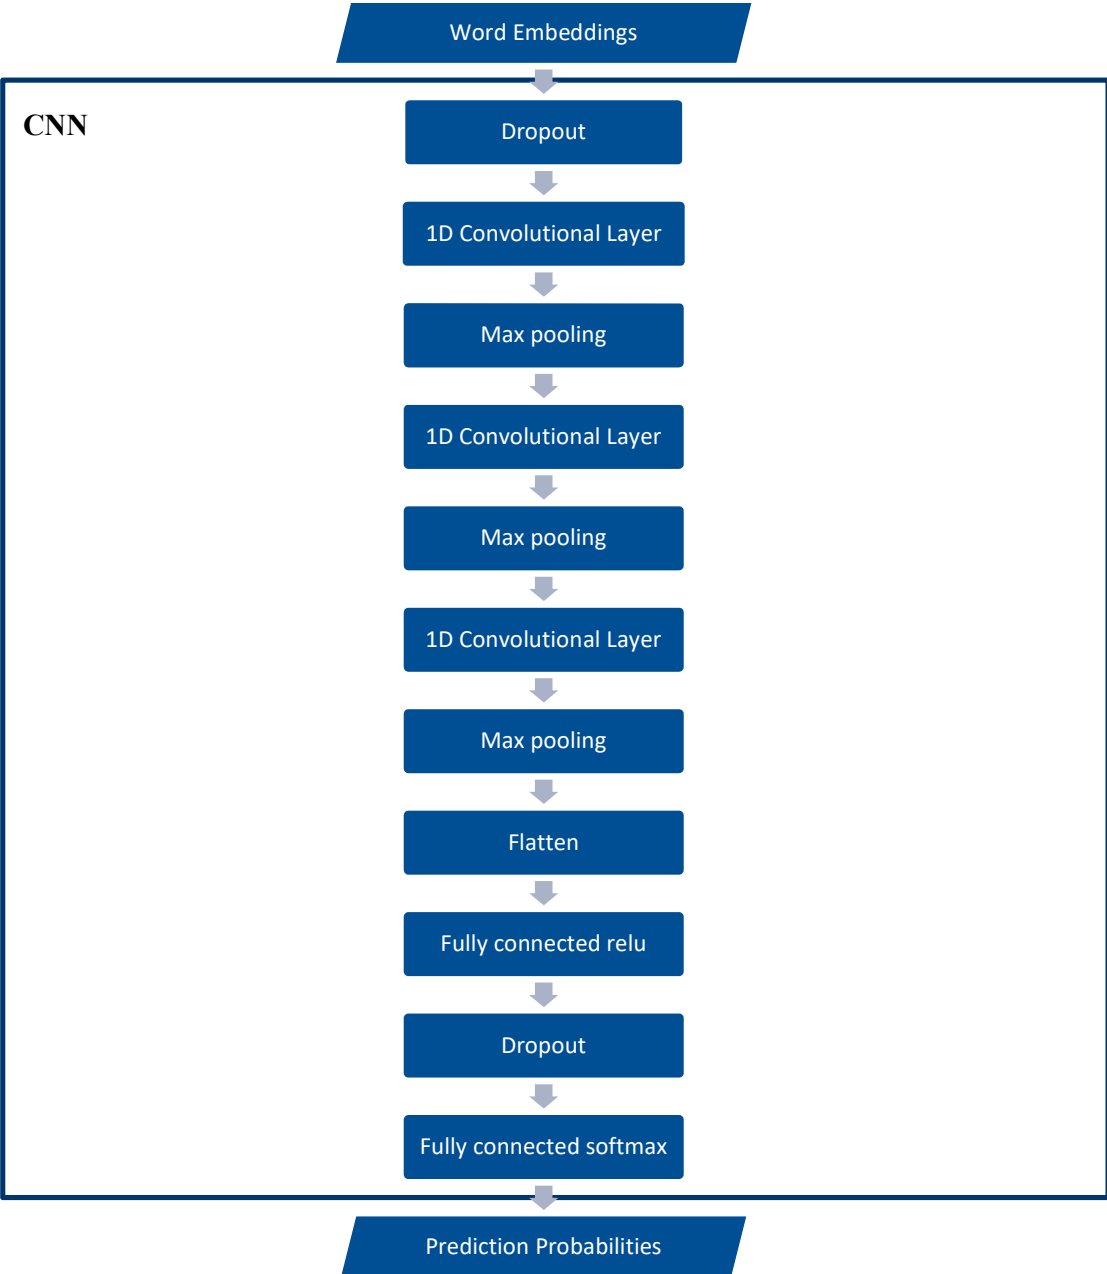 Word Embeddings
CNN
Dropout
1D Convolutional Layer
Max pooling
1D Convolutional Layer
Max pooling
1D Convolutional Layer
Max pooling
Flatten
Fully connected relu
Dropout
Fully connected softmax
Prediction Probabilities